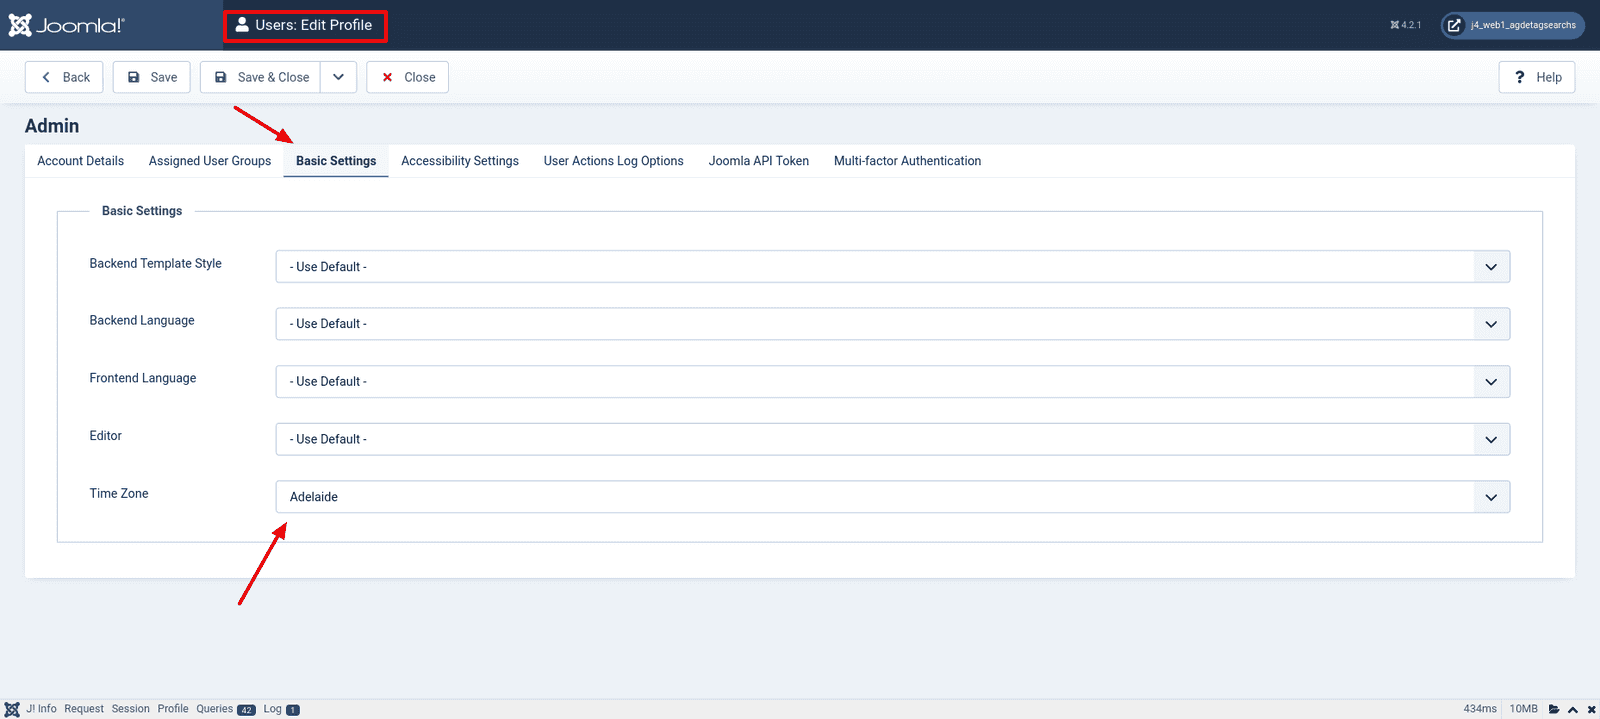 Joomla!® Users: Edit Profile 4.2.1 j4_web1_agdetagsearchs
Back Save Save & Close Close Help
Admin
Account Details Assigned User Groups Basic Settings Accessibility Settings User Actions Log Options Joomla API Token Multi-factor Authentication
Basic Settings
Backend Template Style - Use Default -
Backend Language - Use Default -
Frontend Language - Use Default -
Editor - Use Default -
Time Zone Adelaide
J! Info Request Session Profile Queries 42 Log 1 434ms 10MB